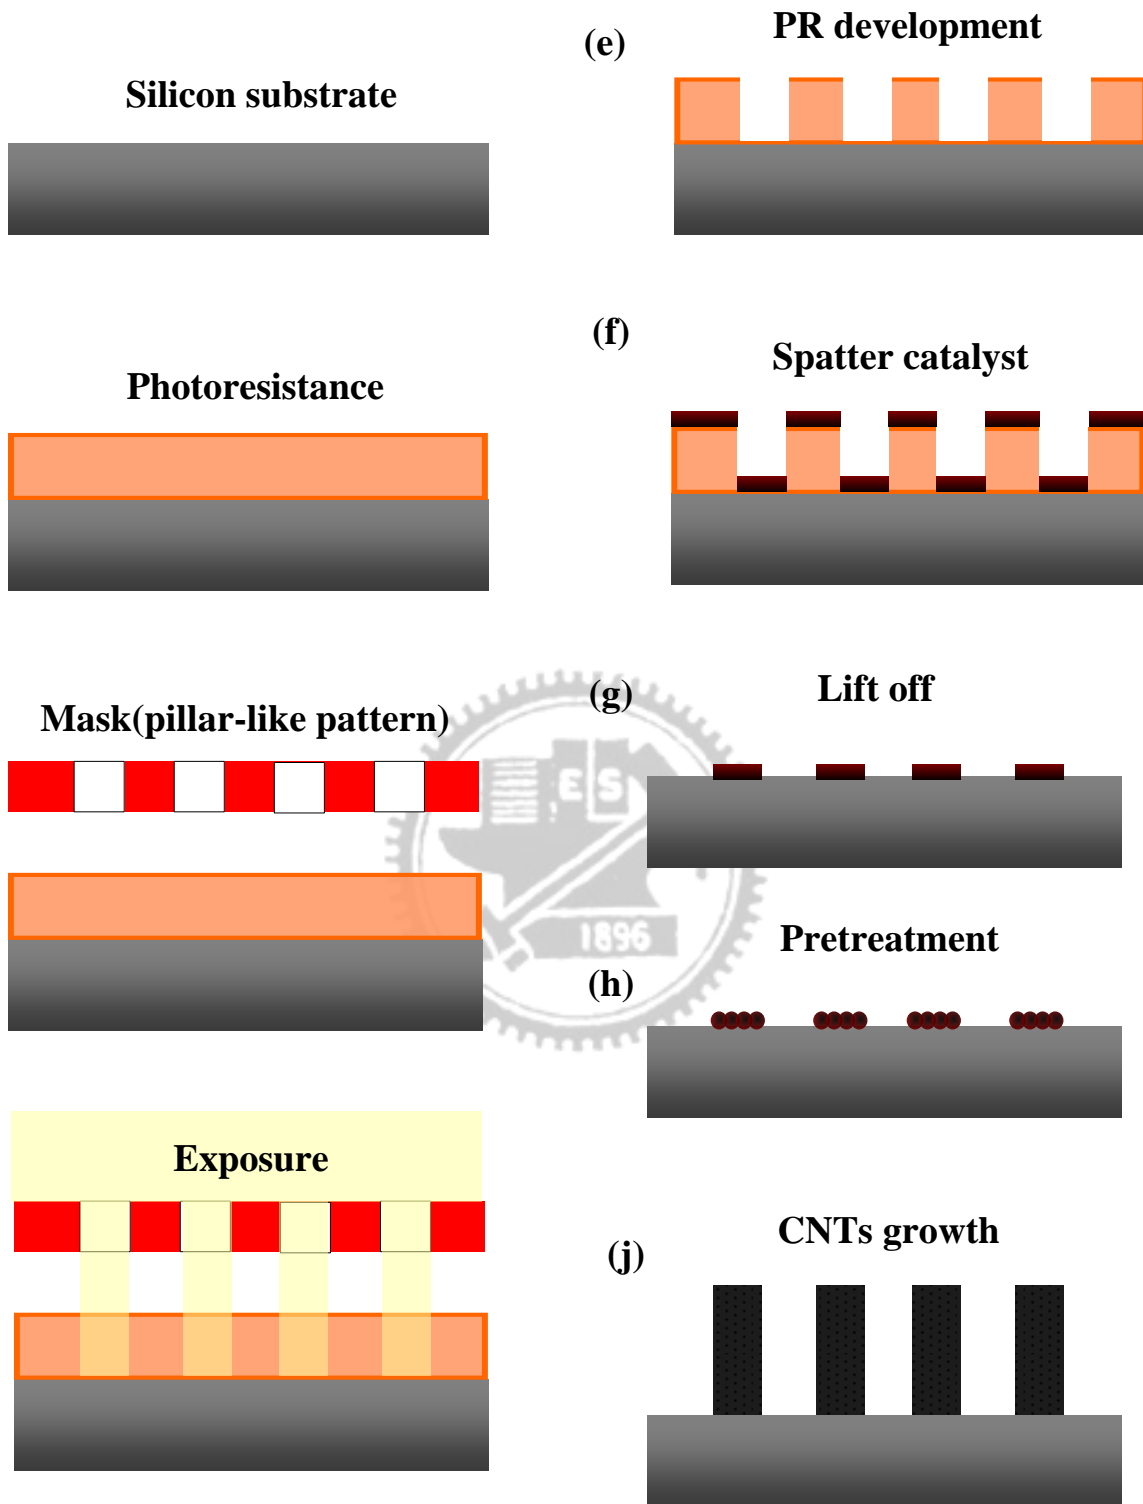 Silicon substrate
Photoresistance
Mask(pillar-like pattern)
Exposure
(e)
PR development
(f)
Spatter catalyst
(g)
Lift off
(h)
Pretreatment
(j)
CNTs growth
E S
1896